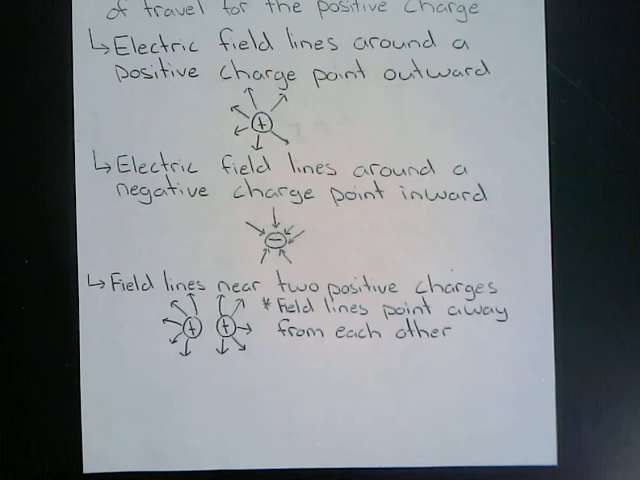 of travel for the positive charge
↳ Electric field lines around a
positive charge point outward
+
↳ Electric field lines around a
negative charge point inward
−
↳ Field lines near two positive charges
* Field lines point away
from each other
+ +